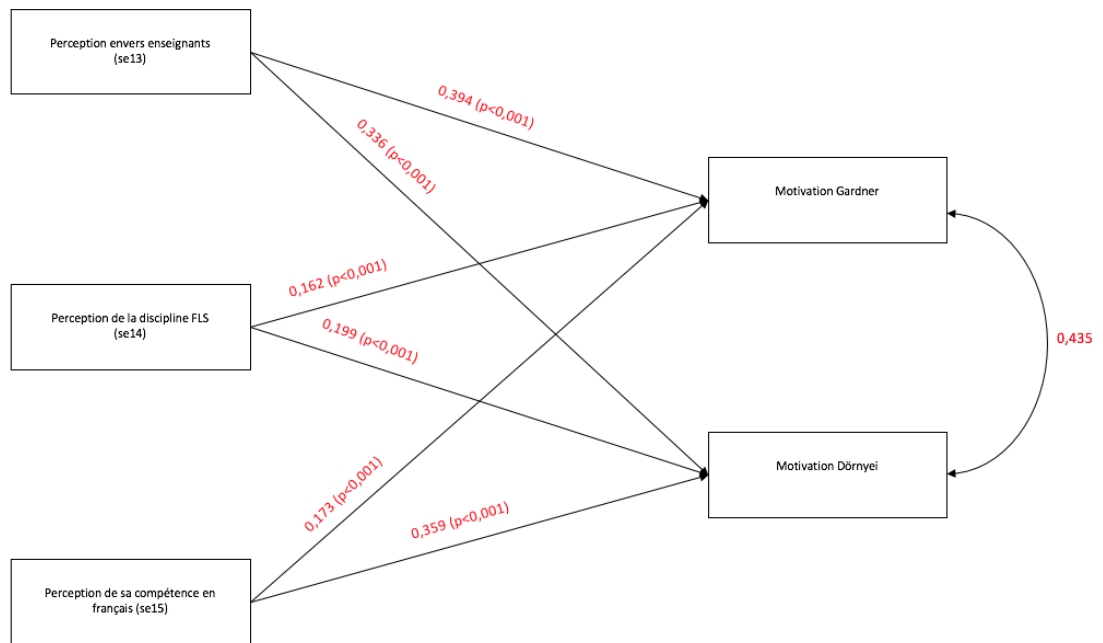 Perception envers enseignants
(se13)
0,394 (p<0,001)
0,336 (p<0,001)
Motivation Gardner
0,162 (p<0,001)
Perception de la discipline FLS
(se14)
0,199 (p<0,001)
0,435
Motivation Dörnyei
0,173 (p<0,001)
0,359 (p<0,001)
Perception de sa compétence en
français (se15)